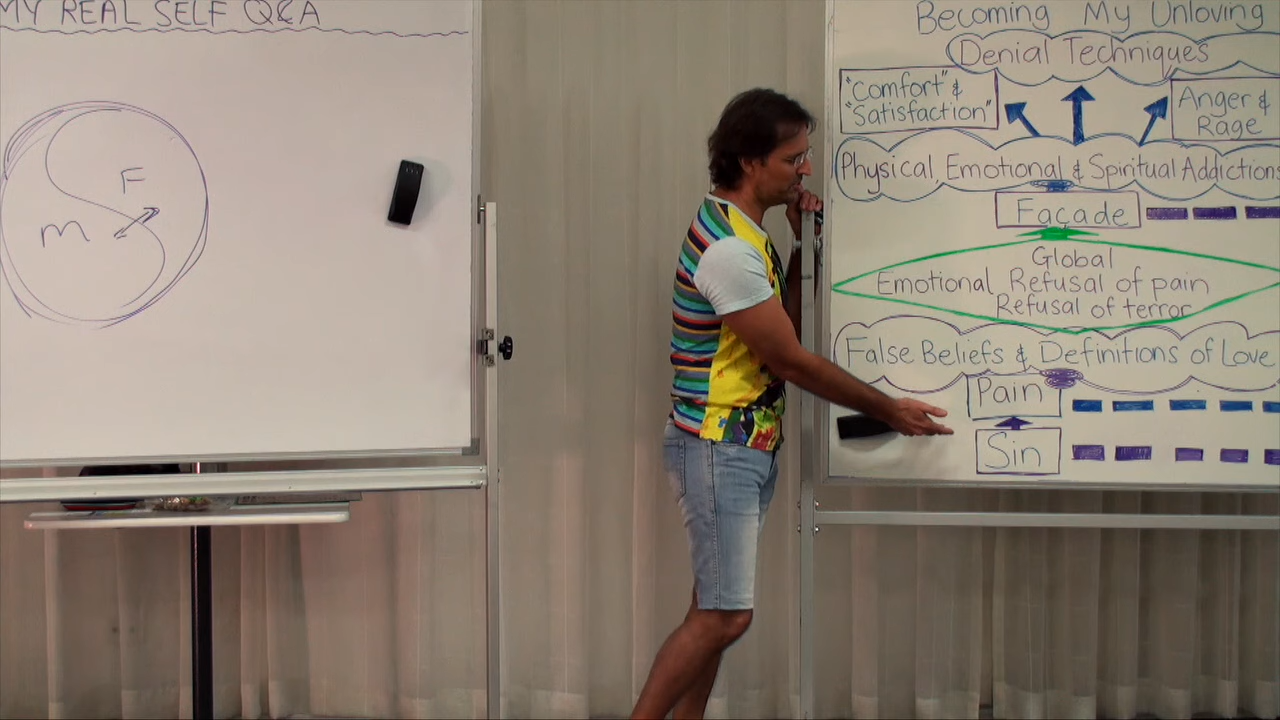 MY REAL SELF Q&A
F
M
Becoming My Unloving
Denial Techniques
"Comfort" &
"Satisfaction"
Anger &
Rage
Physical, Emotional & Spiritual Addictions
Façade
Global
Emotional Refusal of pain
Refusal of terror
False Beliefs & Definitions of Love
Pain
Sin